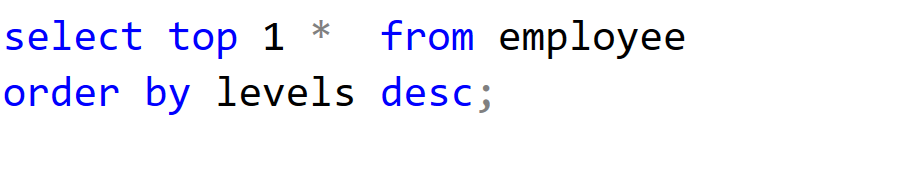 select top 1 *  from employee
order by levels desc;